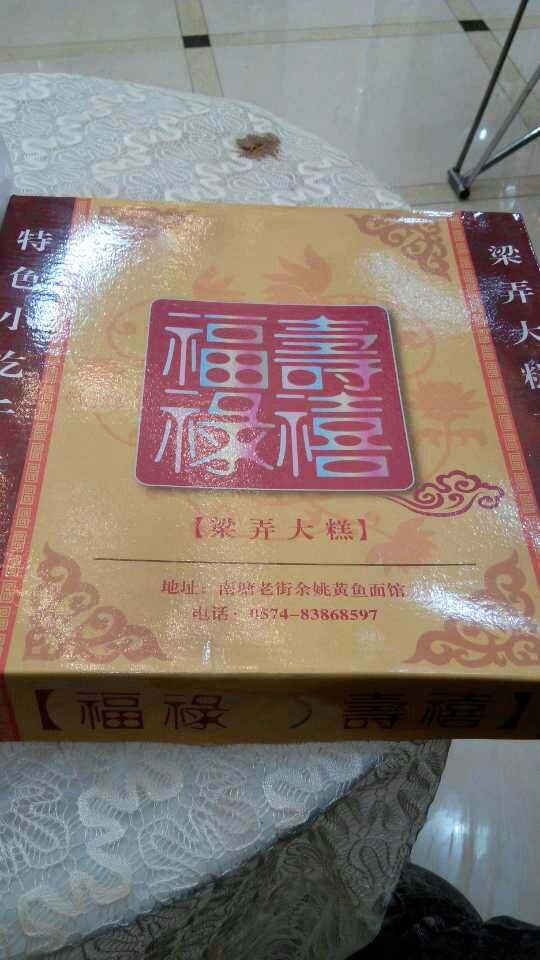 特色小吃
梁弄大糕
福壽
祿禧
【梁弄大糕】
地址：南塘老街余姚黄鱼面馆
电话：0574-83868597
【福祿 壽禧】